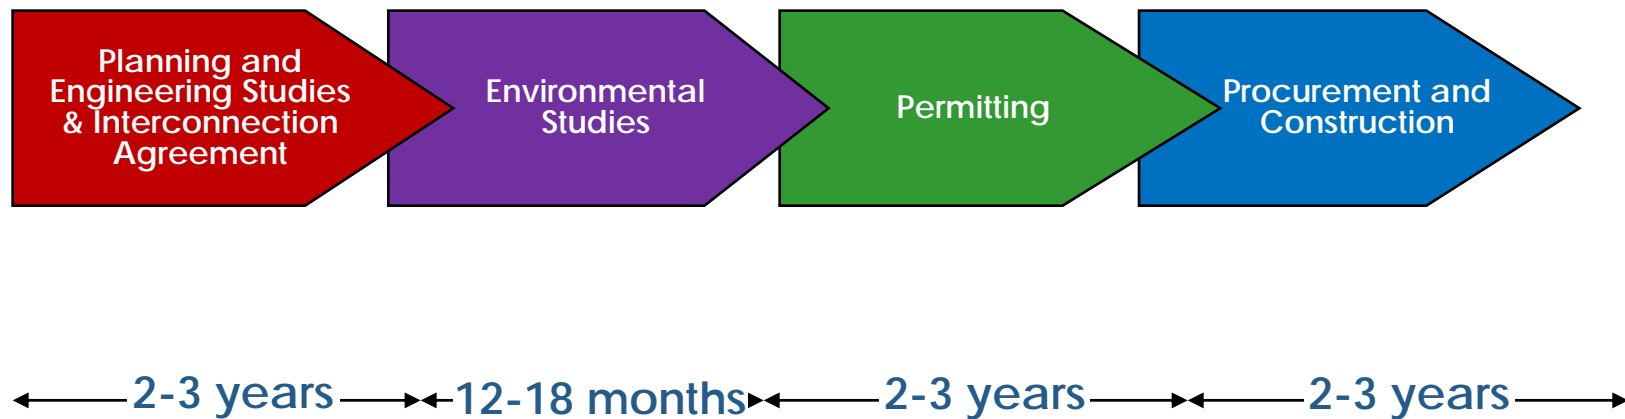 Planning and
Engineering Studies
& Interconnection
Agreement
Environmental
Studies
Permitting
Procurement and
Construction
2-3 years
12-18 months
2-3 years
2-3 years